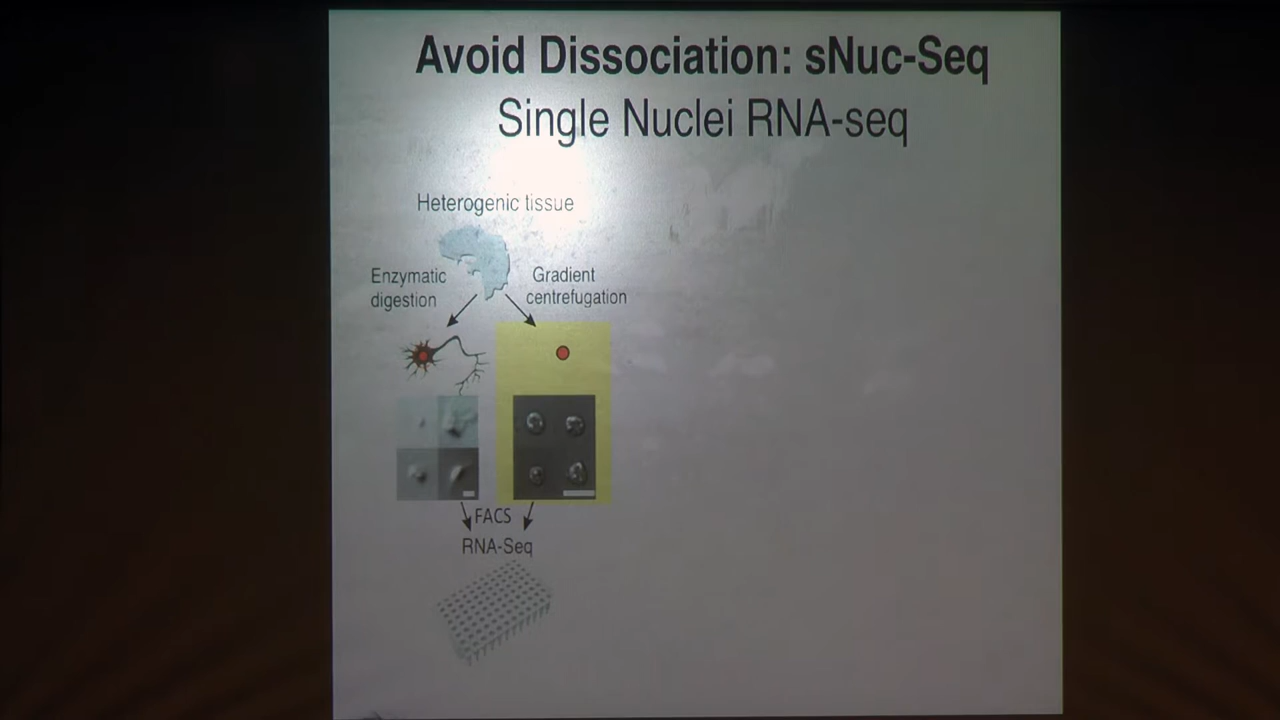 Avoid Dissociation: sNuc-Seq
Single Nuclei RNA-seq
Heterogenic tissue
Enzymatic
digestion
Gradient
centrefugation
FACS
RNA-Seq